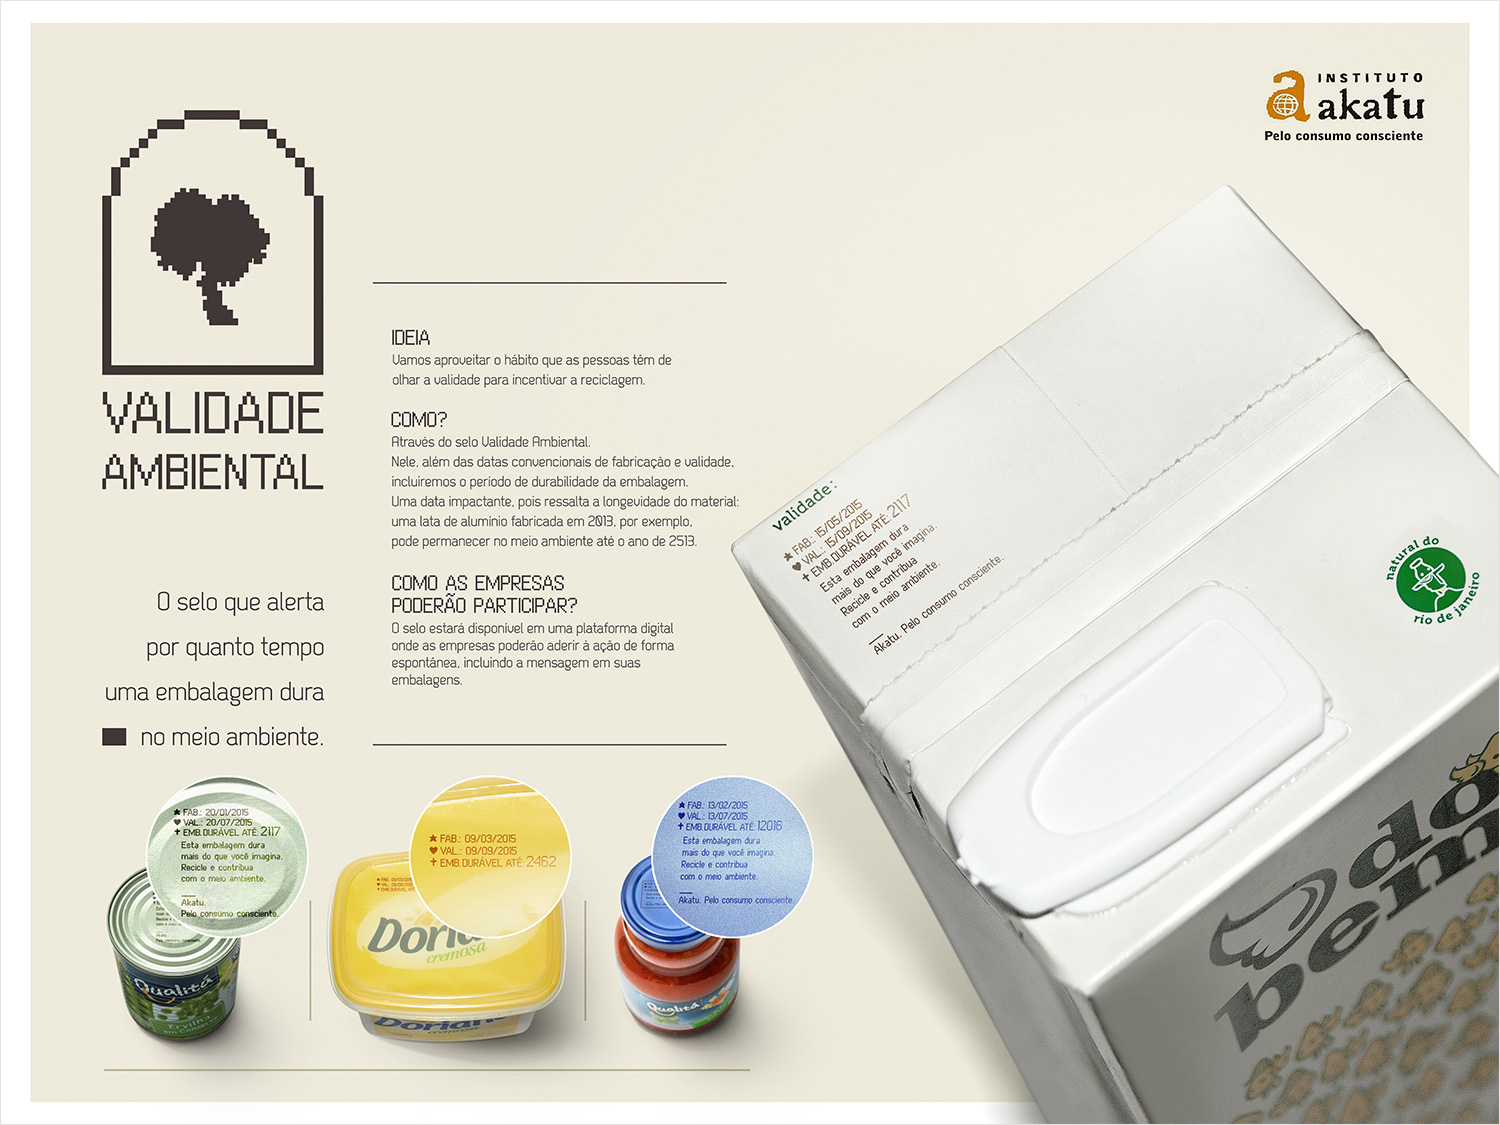 INSTITUTO
akatu
Pelo consumo consciente
VALIDADE
AMBIENTAL
O selo que alerta
por quanto tempo
uma embalagem dura
no meio ambiente.
IDEIA
Vamos aproveitar o hábito que as pessoas têm de
olhar a validade para incentivar a reciclagem.
COMO?
Através do selo Validade Ambiental.
Nele, além das datas convencionais de fabricação e validade,
incluiremos o período de durabilidade da embalagem.
Uma data impactante, pois ressalta a longevidade do material:
uma lata de alumínio fabricada em 2013, por exemplo,
pode permanecer no meio ambiente até o ano de 2513.
COMO AS EMPRESAS
PODERÃO PARTICIPAR?
O selo estará disponível em uma plataforma digital
onde as empresas poderão aderir à ação de forma
espontânea, incluindo a mensagem em suas
embalagens.
validade:
FAB.: 15/05/2015
VAL.: 15/09/2015
EMB.DURÁVEL ATÉ: 2117
Esta embalagem dura
mais do que você imagina.
Recicle e contribua
com o meio ambiente.
Akatu. Pelo consumo consciente.
natural do
rio de janeiro
do
bem
FAB.: 20/01/2015
VAL.: 20/07/2015
EMB.DURÁVEL ATÉ: 2117
Esta embalagem dura
mais do que você imagina.
Recicle e contribua
com o meio ambiente.
Akatu.
Pelo consumo consciente.
Qualitá
FAB.: 09/03/2015
VAL.: 09/09/2015
EMB.DURÁVEL ATÉ: 2462
cremosa
FAB.: 13/02/2015
VAL.: 13/07/2015
EMB.DURÁVEL ATÉ: 12016
Esta embalagem dura
mais do que você imagina.
Recicle e contribua
com o meio ambiente.
Akatu. Pelo consumo consciente.
Qualitá